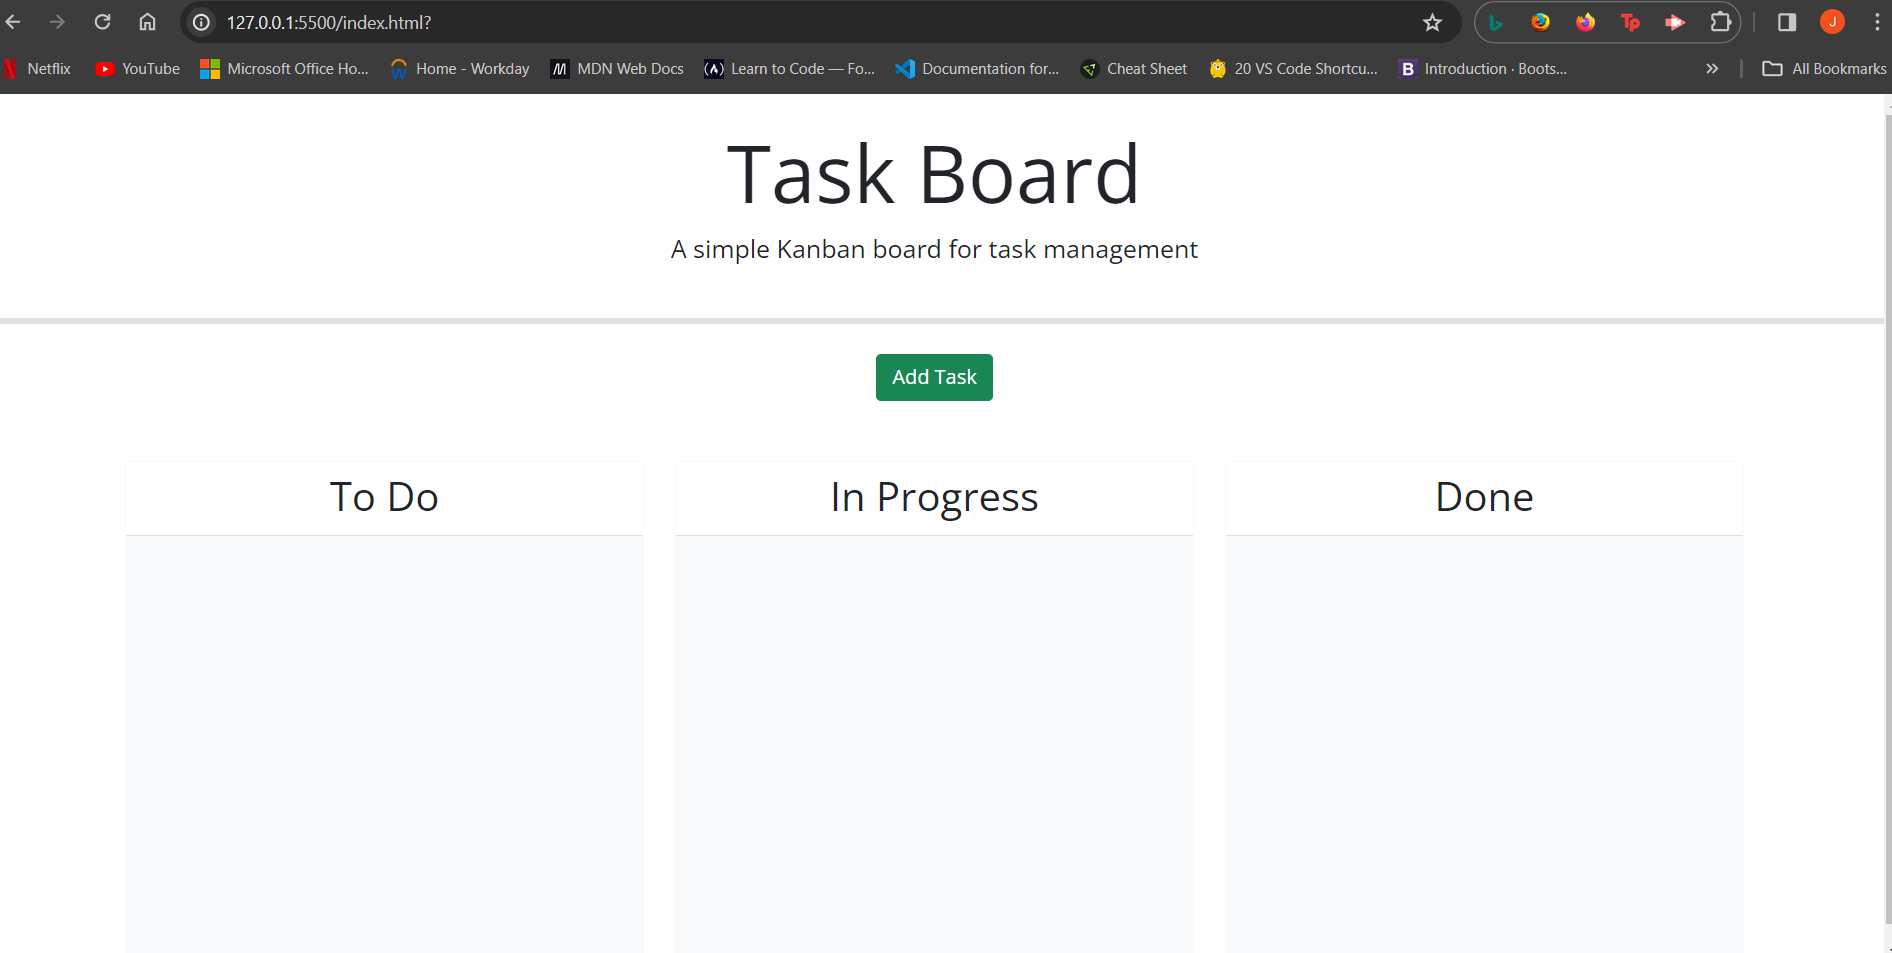 127.0.0.1:5500/index.html?
J
Netflix YouTube Microsoft Office Ho... Home - Workday MDN Web Docs Learn to Code — Fo... Documentation for... Cheat Sheet 20 VS Code Shortcu... B Introduction · Boots... » All Bookmarks
Task Board
A simple Kanban board for task management
Add Task
To Do In Progress Done